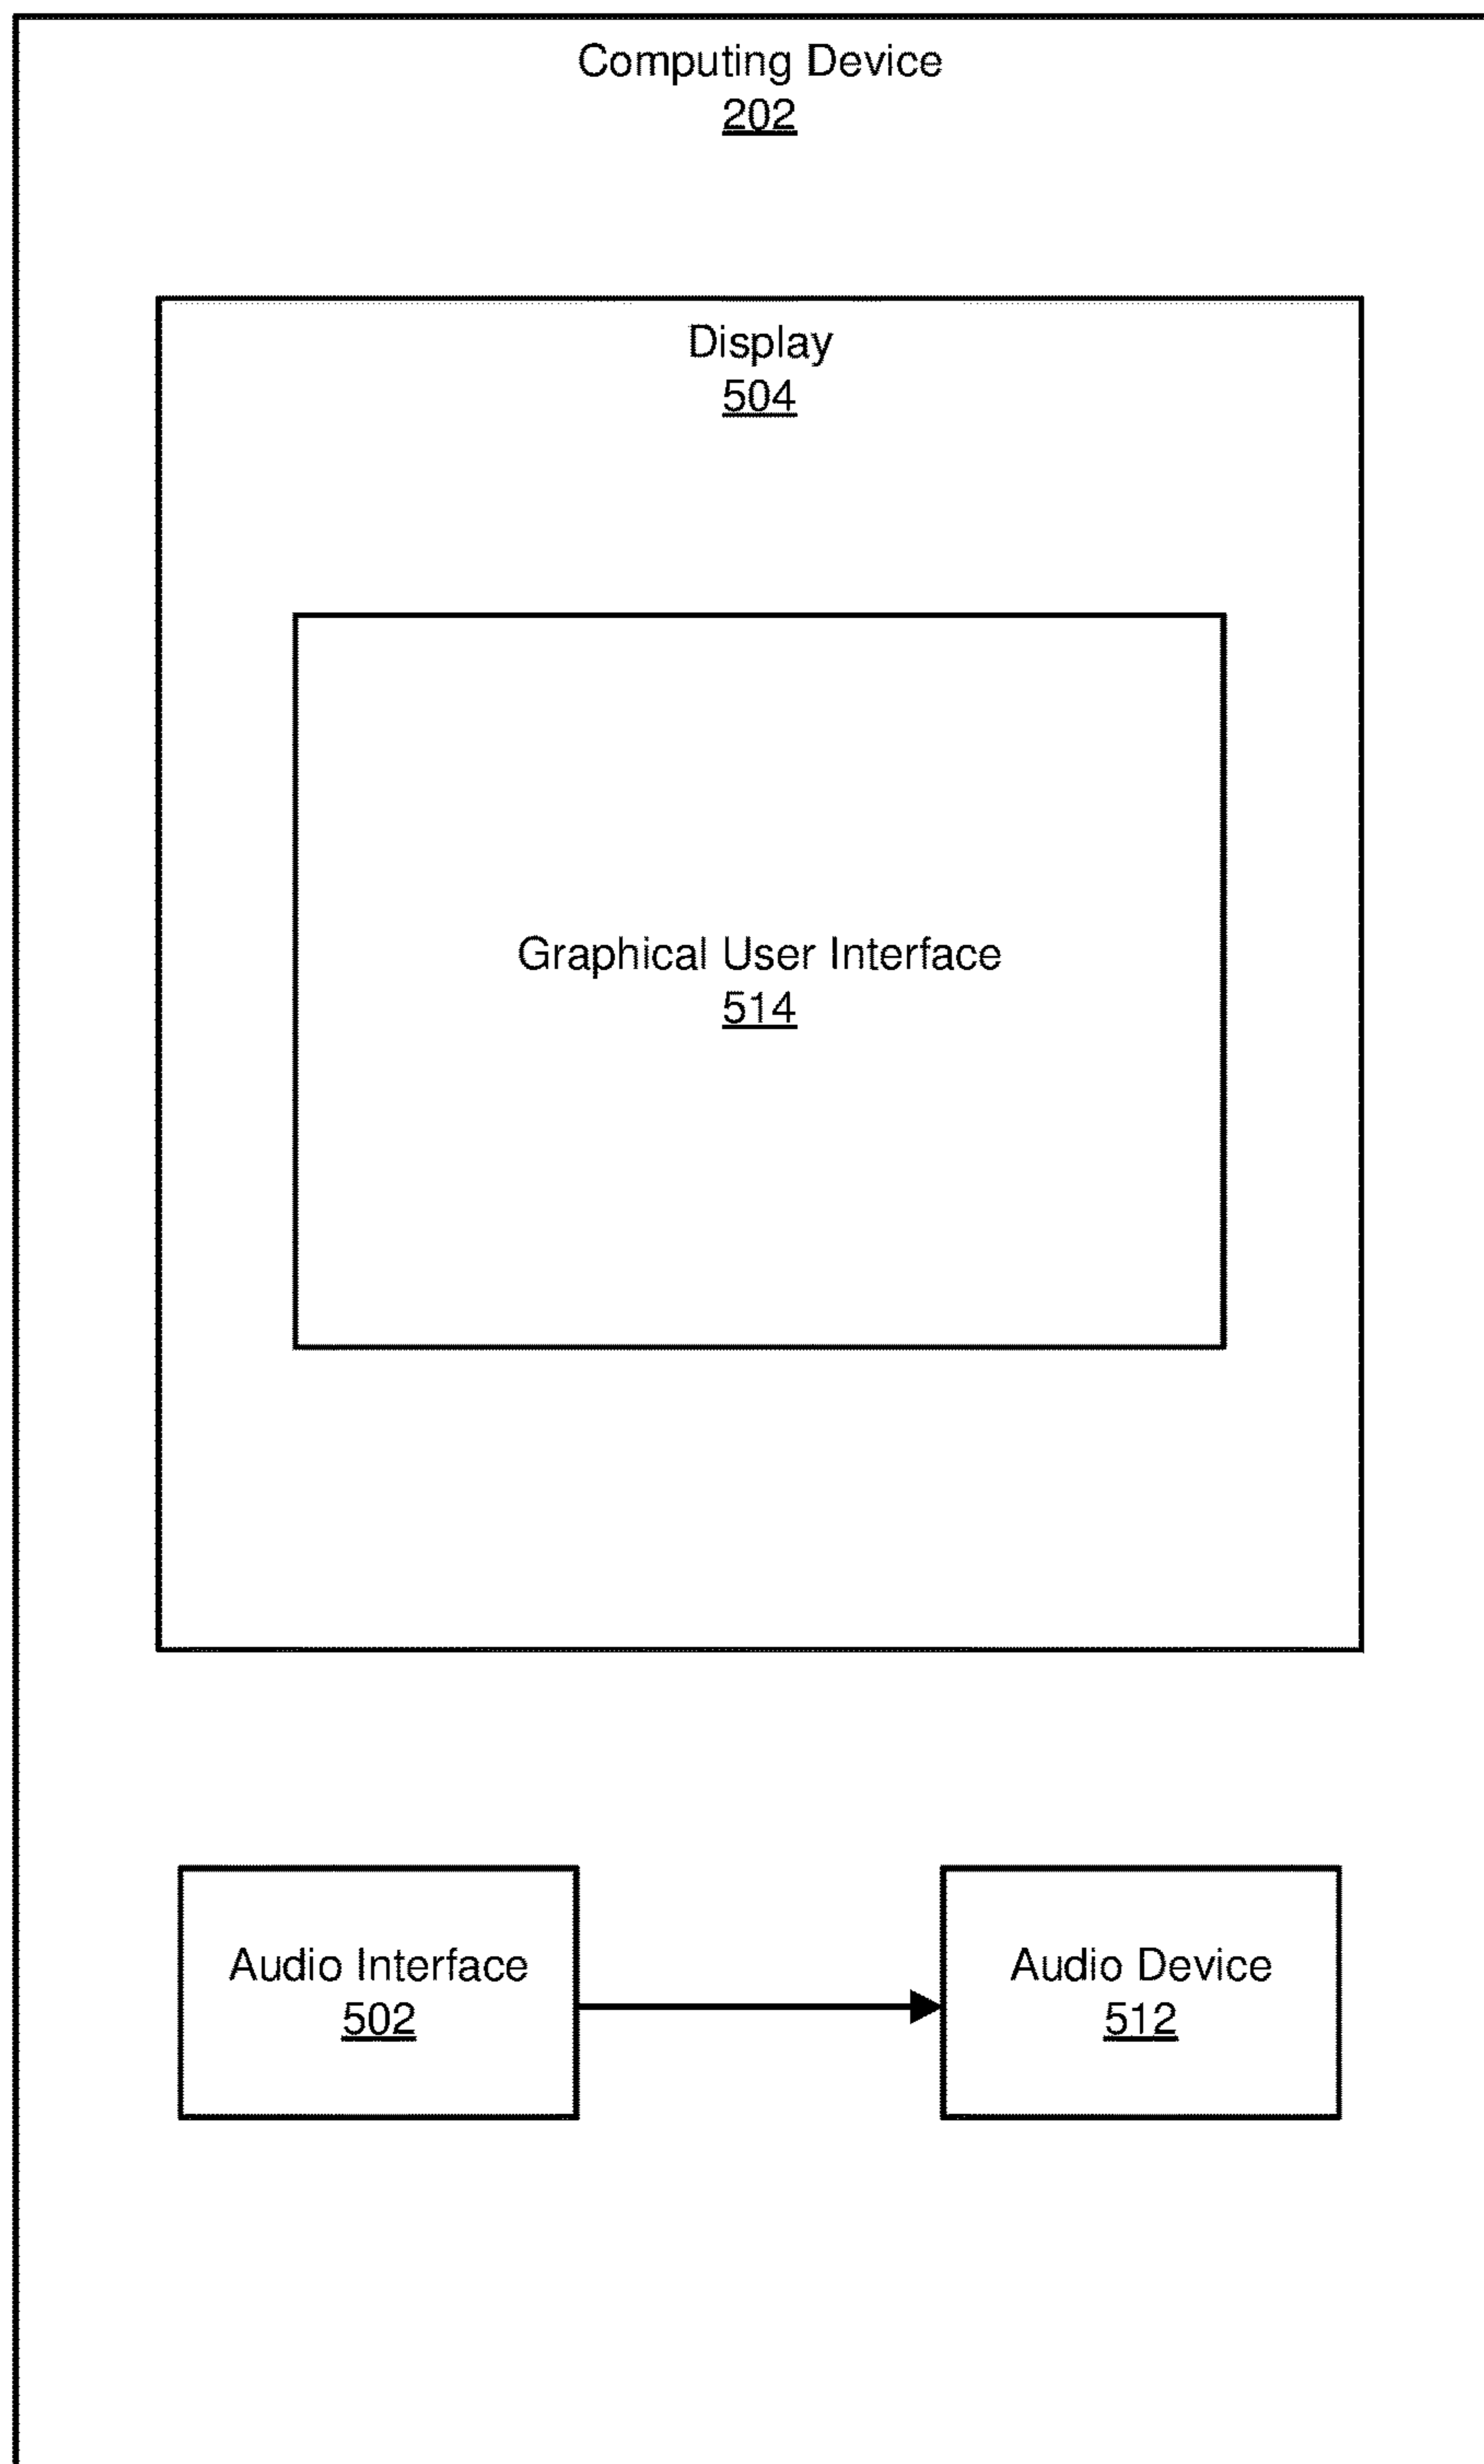 Computing Device
202
Display
504
Graphical User Interface
514
Audio Interface
502
Audio Device
512